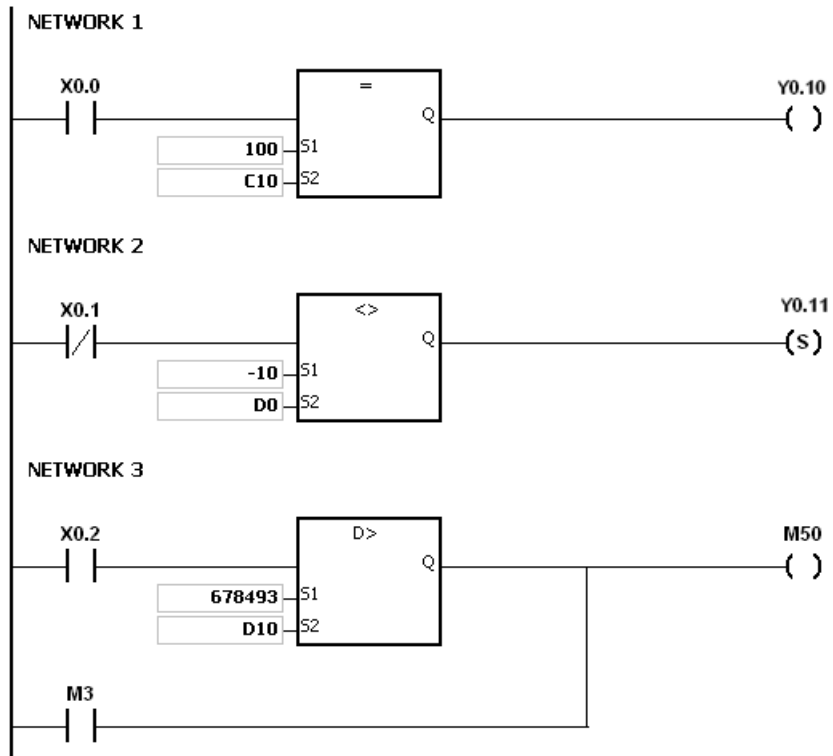 NETWORK 1
X0.0
=
Y0.10
Q
100 S1
C10 S2
NETWORK 2
X0.1
<>
Y0.11
Q
(S)
-10 S1
D0 S2
NETWORK 3
X0.2
D>
M50
Q
678493 S1
D10 S2
M3